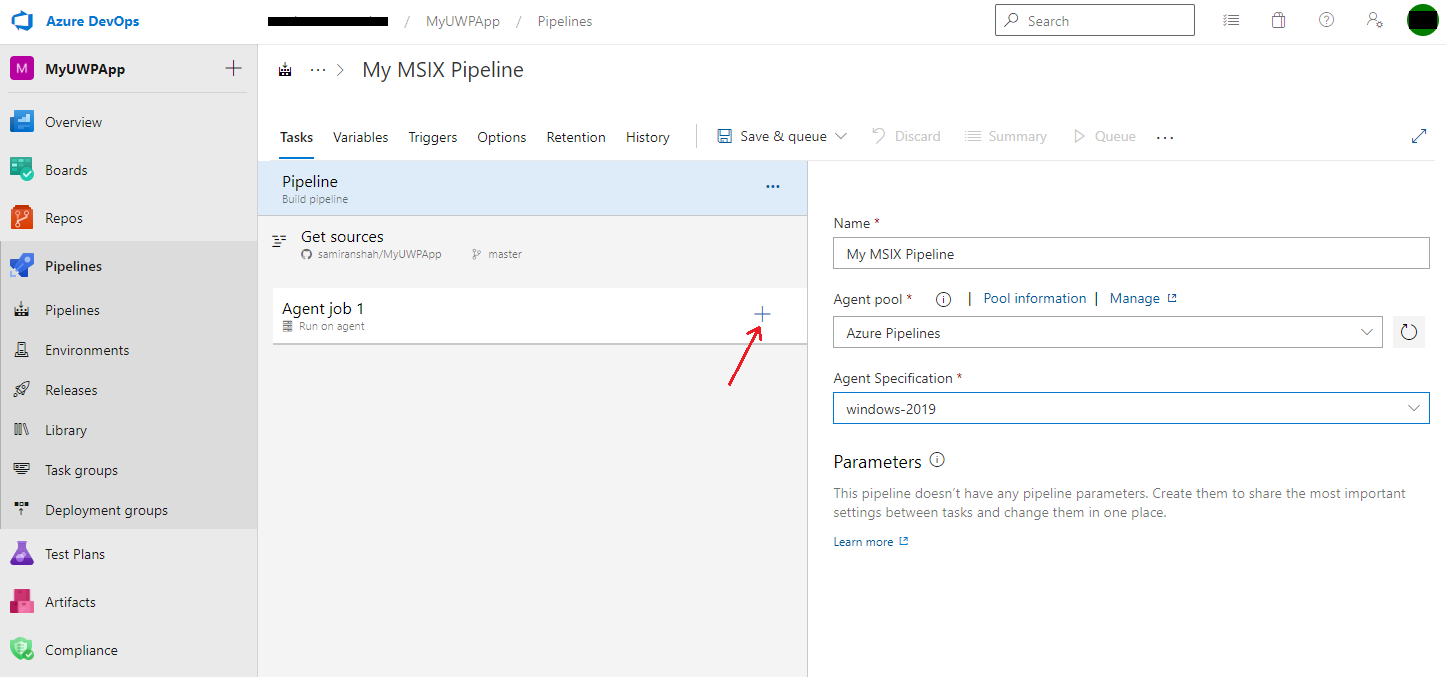 Azure DevOps
/ MyUWPApp / Pipelines
Search
M MyUWPApp
Overview
Boards
Repos
Pipelines
Pipelines
Environments
Releases
Library
Task groups
Deployment groups
Test Plans
Artifacts
Compliance
... > My MSIX Pipeline
Tasks Variables Triggers Options Retention History Save & queue Discard Summary Queue ...
Pipeline
Build pipeline
...
Get sources
samiranshah/MyUWPApp master
Agent job 1
Run on agent
Name *
My MSIX Pipeline
Agent pool * | Pool information | Manage
Azure Pipelines
Agent Specification *
windows-2019
Parameters
This pipeline doesn't have any pipeline parameters. Create them to share the most important
settings between tasks and change them in one place.
Learn more